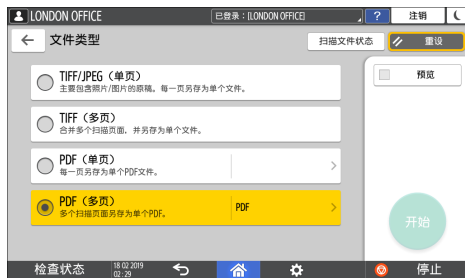 LONDON OFFICE
已登录：[LONDON OFFICE]
?
注销
文件类型
扫描文件状态
重设
TIFF/JPEG（单页）
主要包含照片/图片的原稿。每一页另存为单个文件。
TIFF（多页）
合并多个扫描页面，并另存为单个文件。
PDF（单页）
每一页另存为单个PDF文件。
PDF（多页）
多个扫描页面另存为单个PDF。
PDF
预览
开始
检查状态
18 02 2019
02:29
停止